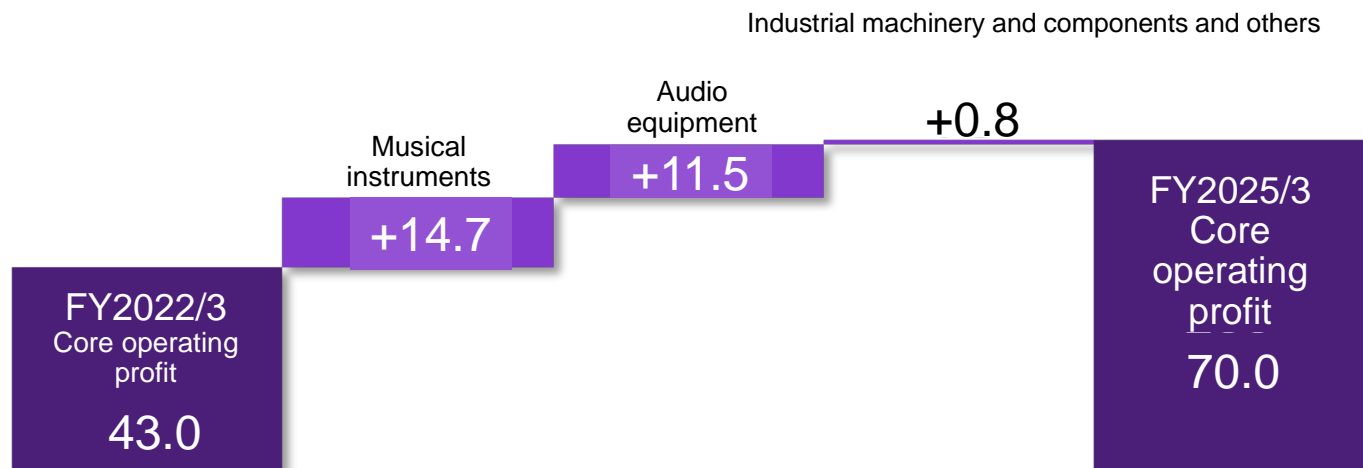 Industrial machinery and components and others
Audio
equipment
+0.8
Musical
instruments
+11.5
+14.7
FY2022/3
Core operating
profit
43.0
FY2025/3
Core
operating
profit
70.0